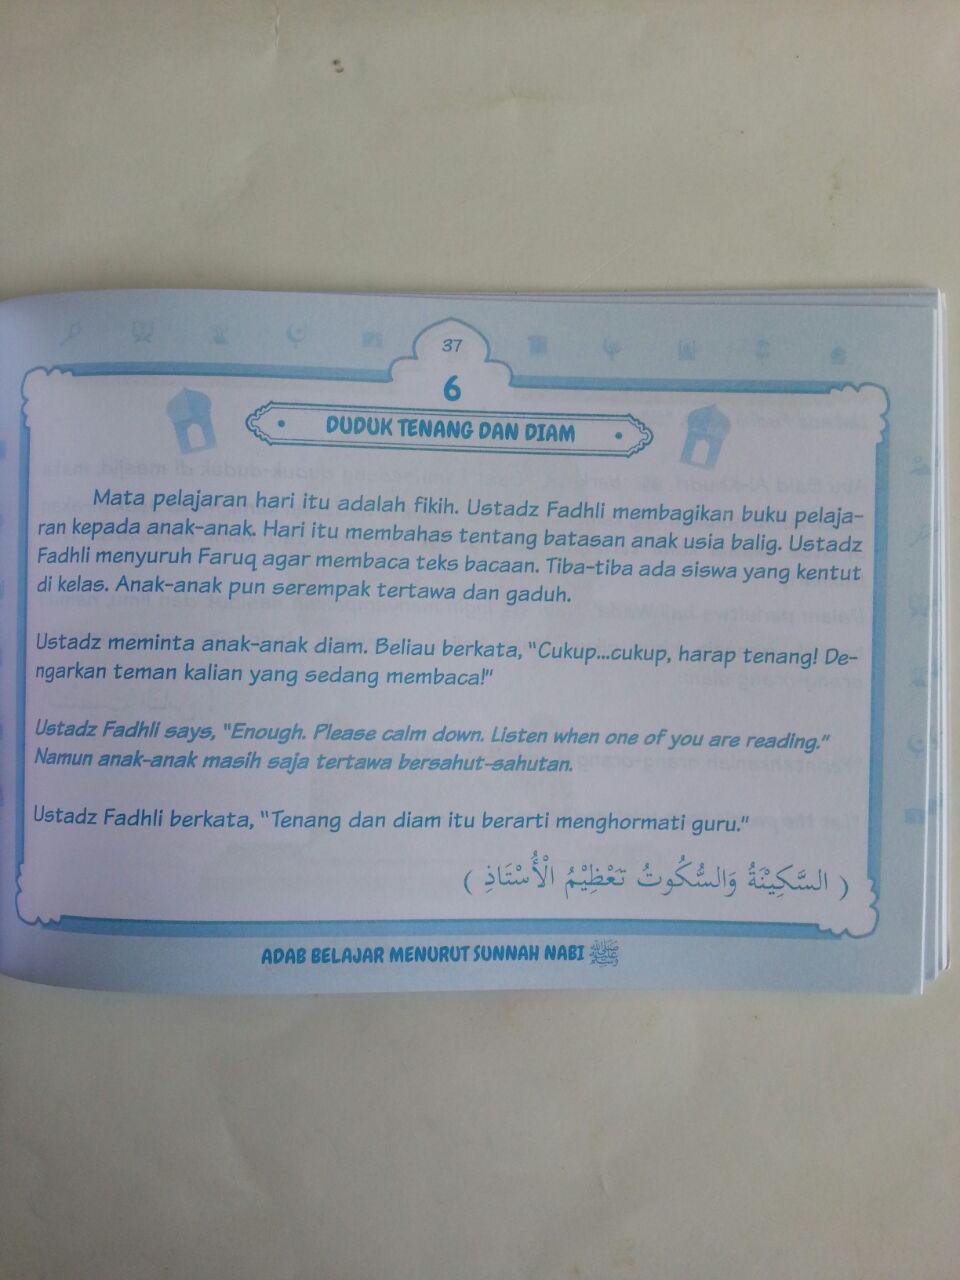 37
6
DUDUK TENANG DAN DIAM
Mata pelajaran hari itu adalah fikih. Ustadz Fadhli membagikan buku pelaja-
ran kepada anak-anak. Hari itu membahas tentang batasan anak usia balig. Ustadz
Fadhli menyuruh Faruq agar membaca teks bacaan. Tiba-tiba ada siswa yang kentut
di kelas. Anak-anak pun serempak tertawa dan gaduh.
Ustadz meminta anak-anak diam. Beliau berkata, "Cukup...cukup, harap tenang! De-
ngarkan teman kalian yang sedang membaca!"
Ustadz Fadhli says, "Enough. Please calm down. Listen when one of you are reading."
Namun anak-anak masih saja tertawa bersahut-sahutan.
Ustadz Fadhli berkata, "Tenang dan diam itu berarti menghormati guru."
( السَّكِيْنَةُ وَالسُّكُوتُ تَعْظِيْمُ الْأُسْتَاذِ )
ADAB BELAJAR MENURUT SUNNAH NABI ﷺ